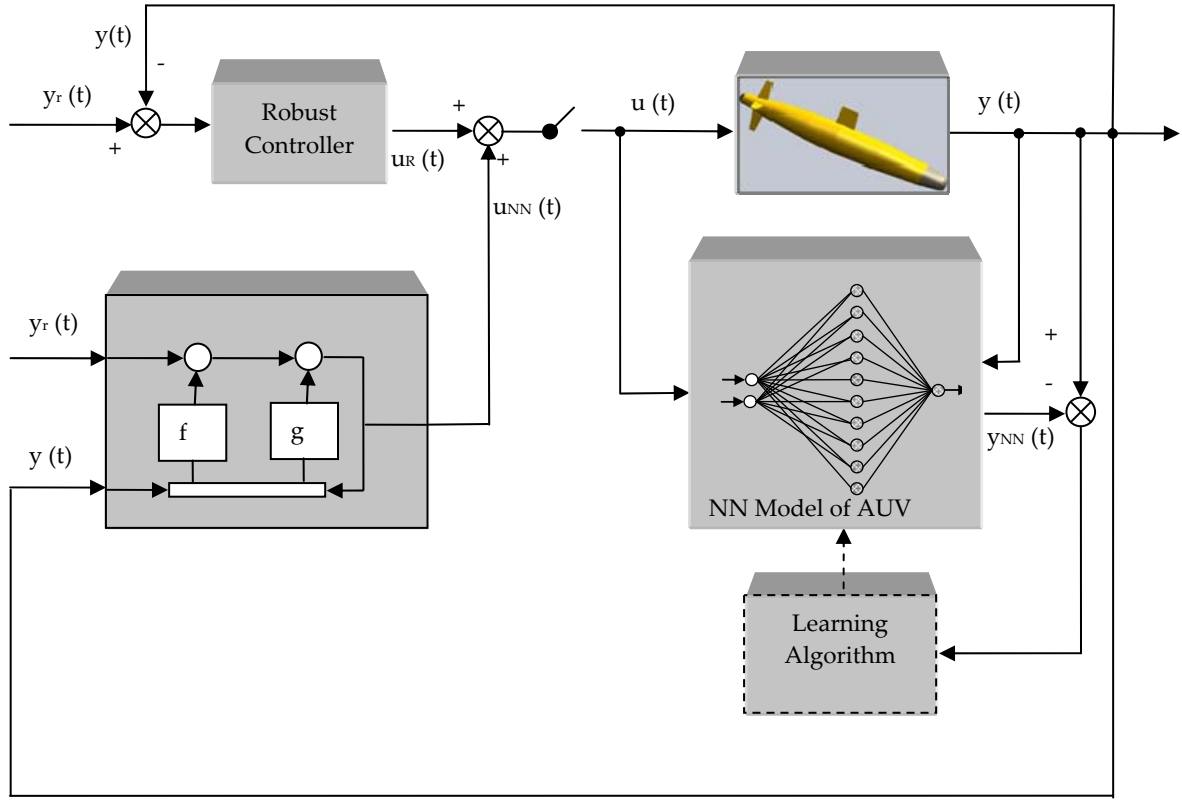 y(t)
-
yr (t)
+
Robust
Controller
+
uR (t)
+
uNN (t)
u (t)
y (t)
yr (t)
f
g
y (t)
+
-
yNN (t)
NN Model of AUV
Learning
Algorithm